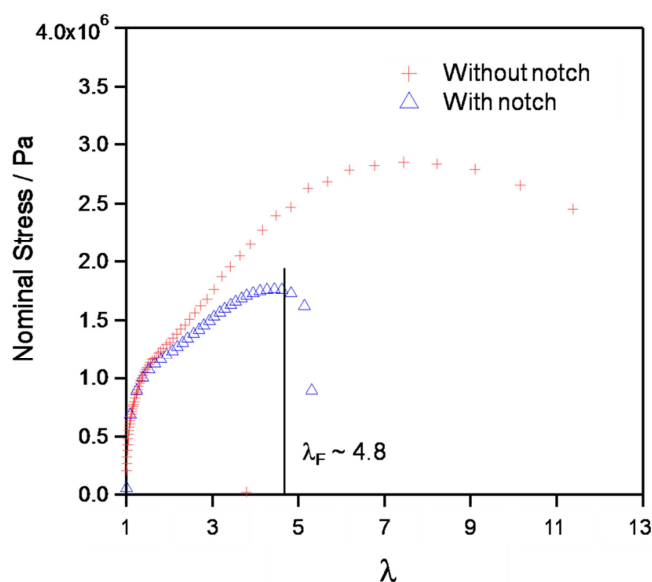 4.0x10⁶
3.5
3.0
2.5
2.0
1.5
1.0
0.5
0.0
Nominal Stress / Pa
Without notch
With notch
λF ~ 4.8
1 3 5 7 9 11 13
λ